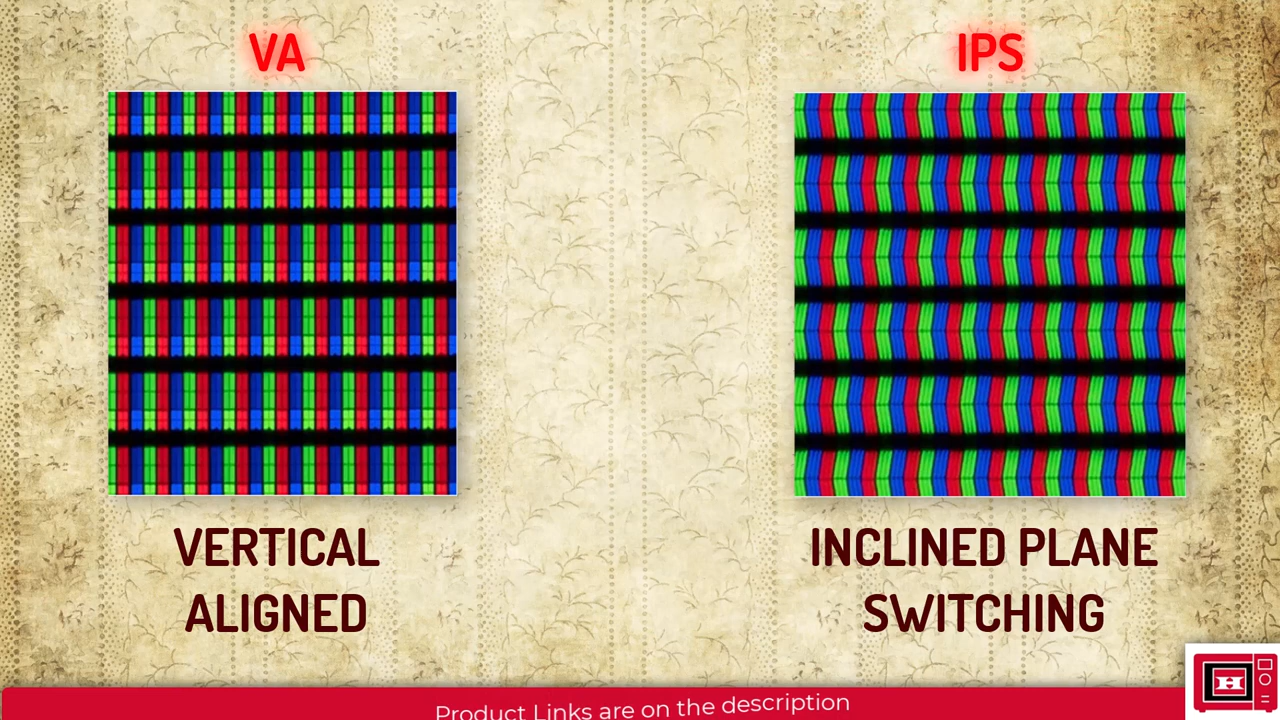 VA
IPS
VERTICAL
ALIGNED
INCLINED PLANE
SWITCHING
Product Links are on the description